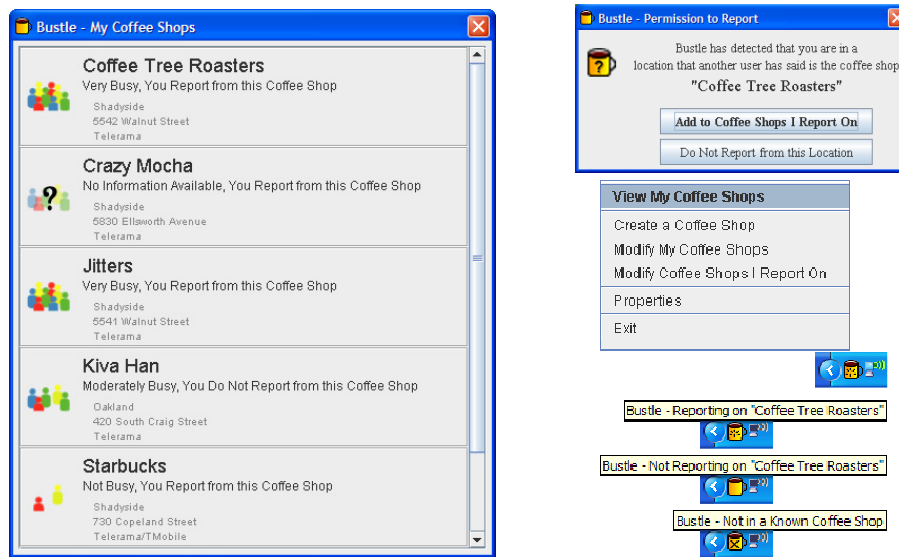 Bustle - My Coffee Shops
Coffee Tree Roasters
Very Busy, You Report from this Coffee Shop
Shadyside
5542 Walnut Street
Telerama
Crazy Mocha
No Information Available, You Report from this Coffee Shop
Shadyside
5830 Ellsworth Avenue
Telerama
Jitters
Very Busy, You Report from this Coffee Shop
Shadyside
5541 Walnut Street
Telerama
Kiva Han
Moderately Busy, You Do Not Report from this Coffee Shop
Oakland
420 South Craig Street
Telerama
Starbucks
Not Busy, You Report from this Coffee Shop
Shadyside
730 Copeland Street
Telerama/TMobile
Bustle - Permission to Report
Bustle has detected that you are in a
location that another user has said is the coffee shop
"Coffee Tree Roasters"
Add to Coffee Shops I Report On
Do Not Report from this Location
View My Coffee Shops
Create a Coffee Shop
Modify My Coffee Shops
Modify Coffee Shops I Report On
Properties
Exit
Bustle - Reporting on "Coffee Tree Roasters"
Bustle - Not Reporting on "Coffee Tree Roasters"
Bustle - Not in a Known Coffee Shop